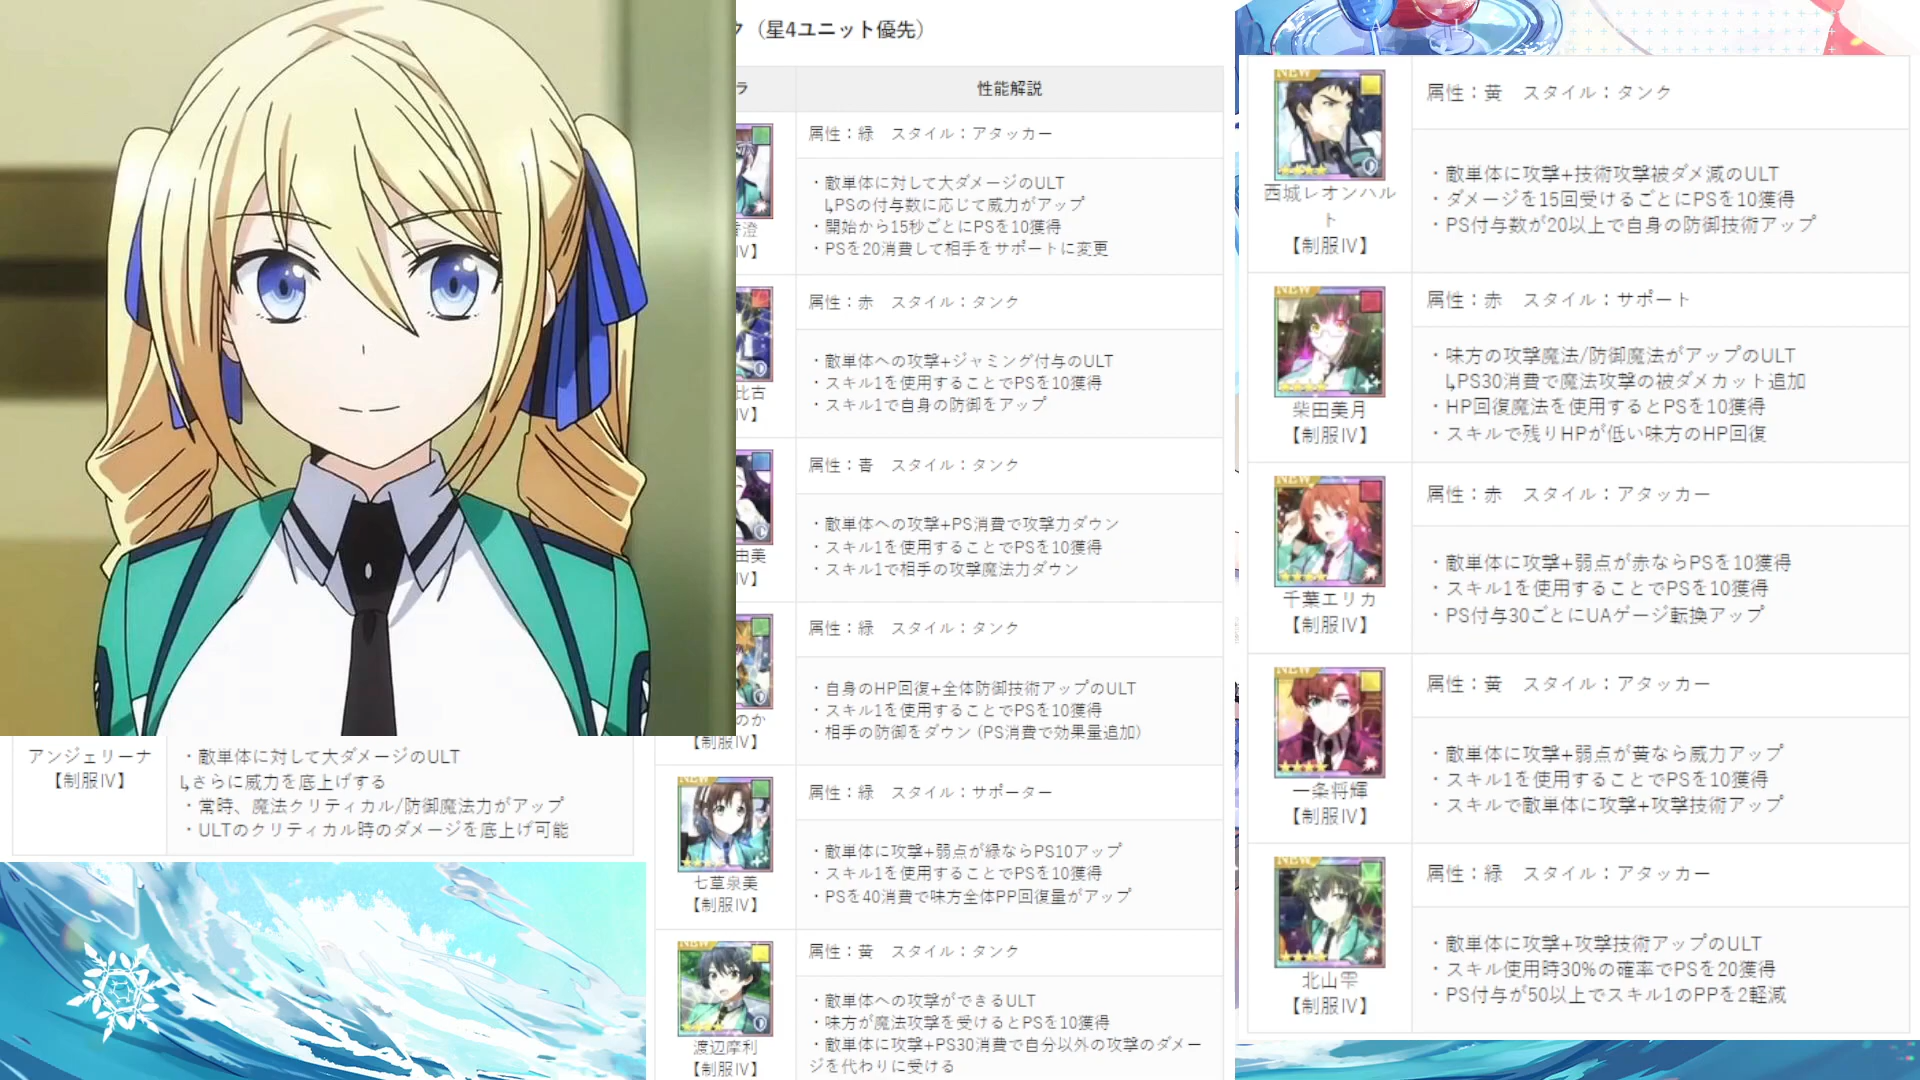 アンジェリーナ
【制服Ⅳ】
・敵単体に対して大ダメージのULT
↳さらに威力を底上げする
・常時、魔法クリティカル/防御魔法力がアップ
・ULTのクリティカル時のダメージを底上げ可能
ク（星4ユニット優先）
ラ
性能解説
香澄
Ⅳ】
属性：緑　スタイル：アタッカー
・敵単体に対して大ダメージのULT
↳PSの付与数に応じて威力がアップ
・開始から15秒ごとにPSを10獲得
・PSを20消費して相手をサポートに変更
比古
Ⅳ】
属性：赤　スタイル：タンク
・敵単体への攻撃+ジャミング付与のULT
・スキル1を使用することでPSを10獲得
・スキル1で自身の防御をアップ
由美
Ⅳ】
属性：青　スタイル：タンク
・敵単体への攻撃+PS消費で攻撃力ダウン
・スキル1を使用することでPSを10獲得
・スキル1で相手の攻撃魔法力ダウン
のか
【制服Ⅳ】
属性：緑　スタイル：タンク
・自身のHP回復+全体防御技術アップのULT
・スキル1を使用することでPSを10獲得
・相手の防御をダウン (PS消費で効果量追加)
NEW
七草泉美
【制服Ⅳ】
属性：緑　スタイル：サポーター
・敵単体に攻撃+弱点が緑ならPS10アップ
・スキル1を使用することでPSを10獲得
・PSを40消費で味方全体PP回復量がアップ
NEW
渡辺摩利
【制服Ⅳ】
属性：黄　スタイル：タンク
・敵単体への攻撃ができるULT
・味方が魔法攻撃を受けるとPSを10獲得
・敵単体に攻撃+PS30消費で自分以外の攻撃のダメー
ジを代わりに受ける
NEW
西城レオンハル
ト
【制服Ⅳ】
属性：黄　スタイル：タンク
・敵単体に攻撃+技術攻撃被ダメ減のULT
・ダメージを15回受けるごとにPSを10獲得
・PS付与数が20以上で自身の防御技術アップ
NEW
柴田美月
【制服Ⅳ】
属性：赤　スタイル：サポート
・味方の攻撃魔法/防御魔法がアップのULT
↳PS30消費で魔法攻撃の被ダメカット追加
・HP回復魔法を使用するとPSを10獲得
・スキルで残りHPが低い味方のHP回復
NEW
千葉エリカ
【制服Ⅳ】
属性：赤　スタイル：アタッカー
・敵単体に攻撃+弱点が赤ならPSを10獲得
・スキル1を使用することでPSを10獲得
・PS付与30ごとにUAゲージ転換アップ
NEW
一条将輝
【制服Ⅳ】
属性：黄　スタイル：アタッカー
・敵単体に攻撃+弱点が黄なら威力アップ
・スキル1を使用することでPSを10獲得
・スキルで敵単体に攻撃+攻撃技術アップ
NEW
北山雫
【制服Ⅳ】
属性：緑　スタイル：アタッカー
・敵単体に攻撃+攻撃技術アップのULT
・スキル使用時30%の確率でPSを20獲得
・PS付与が50以上でスキル1のPPを2軽減